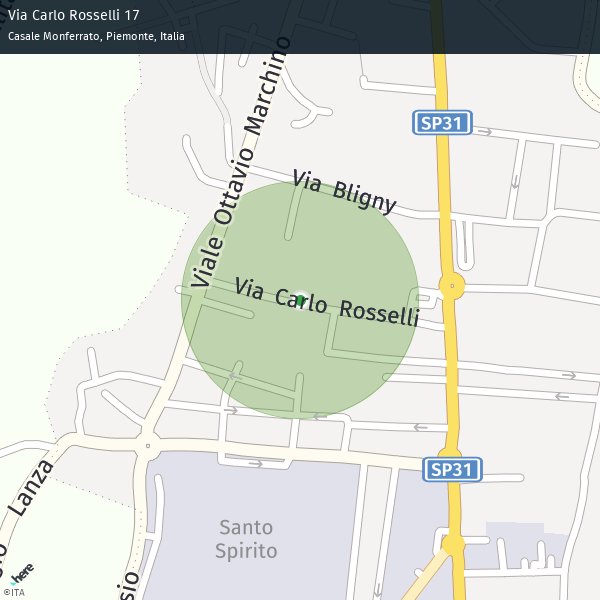 Via Carlo Rosselli 17
Casale Monferrato, Piemonte, Italia
SP31
Viale Ottavio Marchino
Via Bligny
Via Carlo Rosselli
SP31
Lanza
Santo
Spirito
here
©ITA